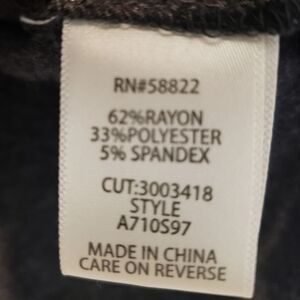 RN#58822
62%RAYON
33%POLYESTER
5% SPANDEX
CUT:3003418
STYLE
A710S97
MADE IN CHINA
CARE ON REVERSE